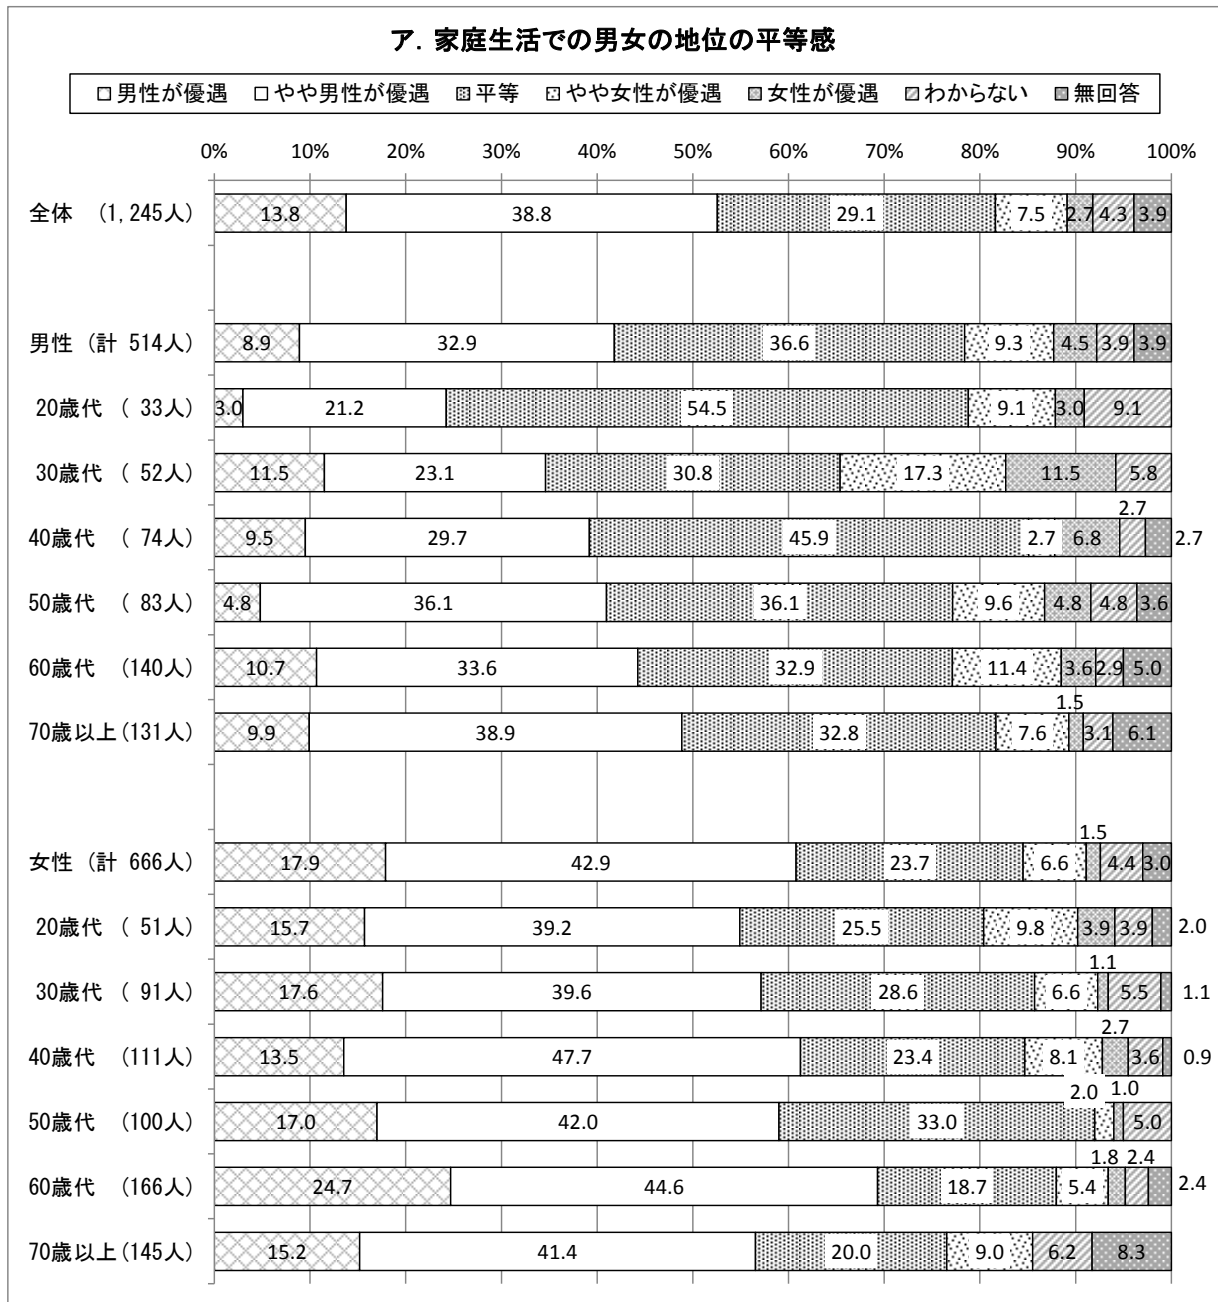 ア．家庭生活での男女の地位の平等感
男性が優遇 やや男性が優遇 平等 やや女性が優遇 女性が優遇 わからない 無回答
0% 10% 20% 30% 40% 50% 60% 70% 80% 90% 100%
全体 (1,245人) 13.8 38.8 29.1 7.5 2.7 4.3 3.9
男性 (計 514人) 8.9 32.9 36.6 9.3 4.5 3.9 3.9
20歳代 ( 33人) 3.0 21.2 54.5 9.1 3.0 9.1
30歳代 ( 52人) 11.5 23.1 30.8 17.3 11.5 5.8
40歳代 ( 74人) 9.5 29.7 45.9 2.7 6.8 2.7 2.7
50歳代 ( 83人) 4.8 36.1 36.1 9.6 4.8 4.8 3.6
60歳代 (140人) 10.7 33.6 32.9 11.4 3.6 2.9 5.0
70歳以上(131人) 9.9 38.9 32.8 7.6 1.5 3.1 6.1
女性 (計 666人) 17.9 42.9 23.7 6.6 1.5 4.4 3.0
20歳代 ( 51人) 15.7 39.2 25.5 9.8 3.9 3.9 2.0
30歳代 ( 91人) 17.6 39.6 28.6 6.6 1.1 5.5 1.1
40歳代 (111人) 13.5 47.7 23.4 8.1 2.7 3.6 0.9
50歳代 (100人) 17.0 42.0 33.0 2.0 1.0 5.0
60歳代 (166人) 24.7 44.6 18.7 5.4 1.8 2.4 2.4
70歳以上(145人) 15.2 41.4 20.0 9.0 6.2 8.3